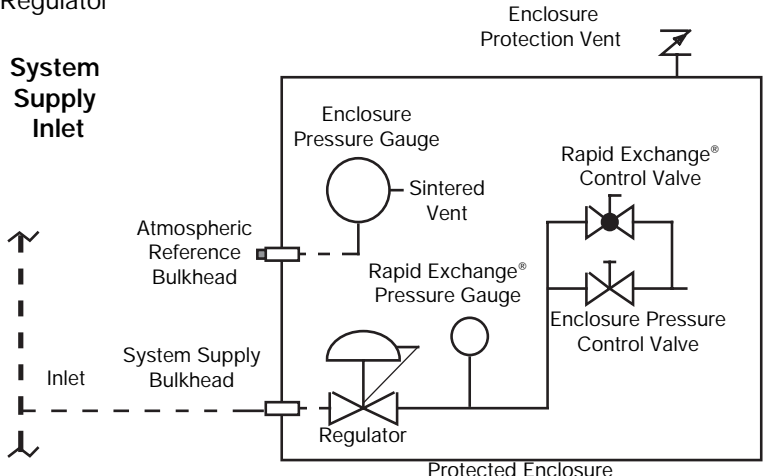 Regulator
Enclosure
Protection Vent
System
Supply
Inlet
Enclosure
Pressure Gauge
Sintered
Vent
Rapid Exchange®
Control Valve
Atmospheric
Reference
Bulkhead
Rapid Exchange®
Pressure Gauge
Enclosure Pressure
Control Valve
System Supply
Bulkhead
Inlet
Regulator
Protected Enclosure